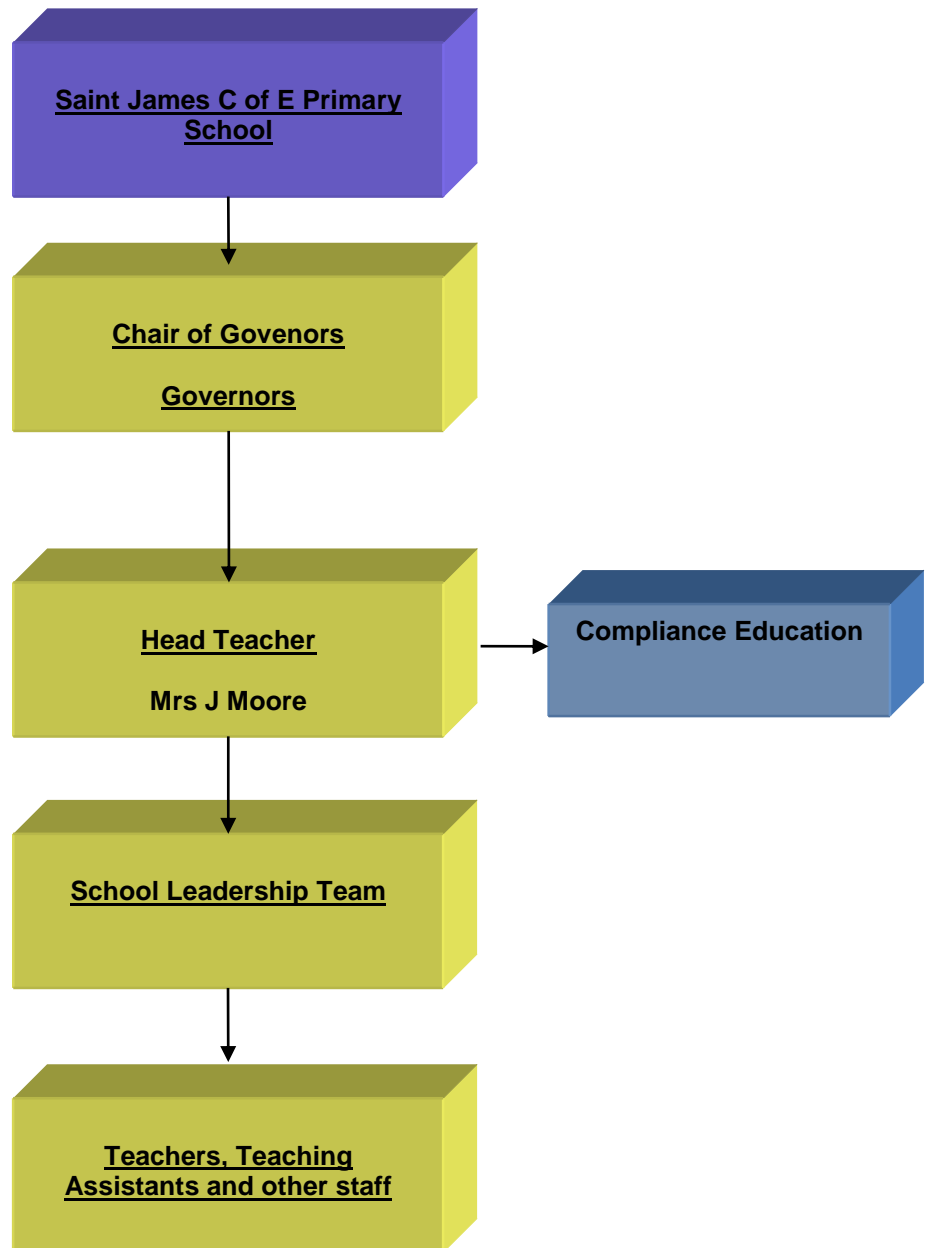 Saint James C of E Primary
School
Chair of Govenors
Governors
Head Teacher
Mrs J Moore
Compliance Education
School Leadership Team
Teachers, Teaching
Assistants and other staff